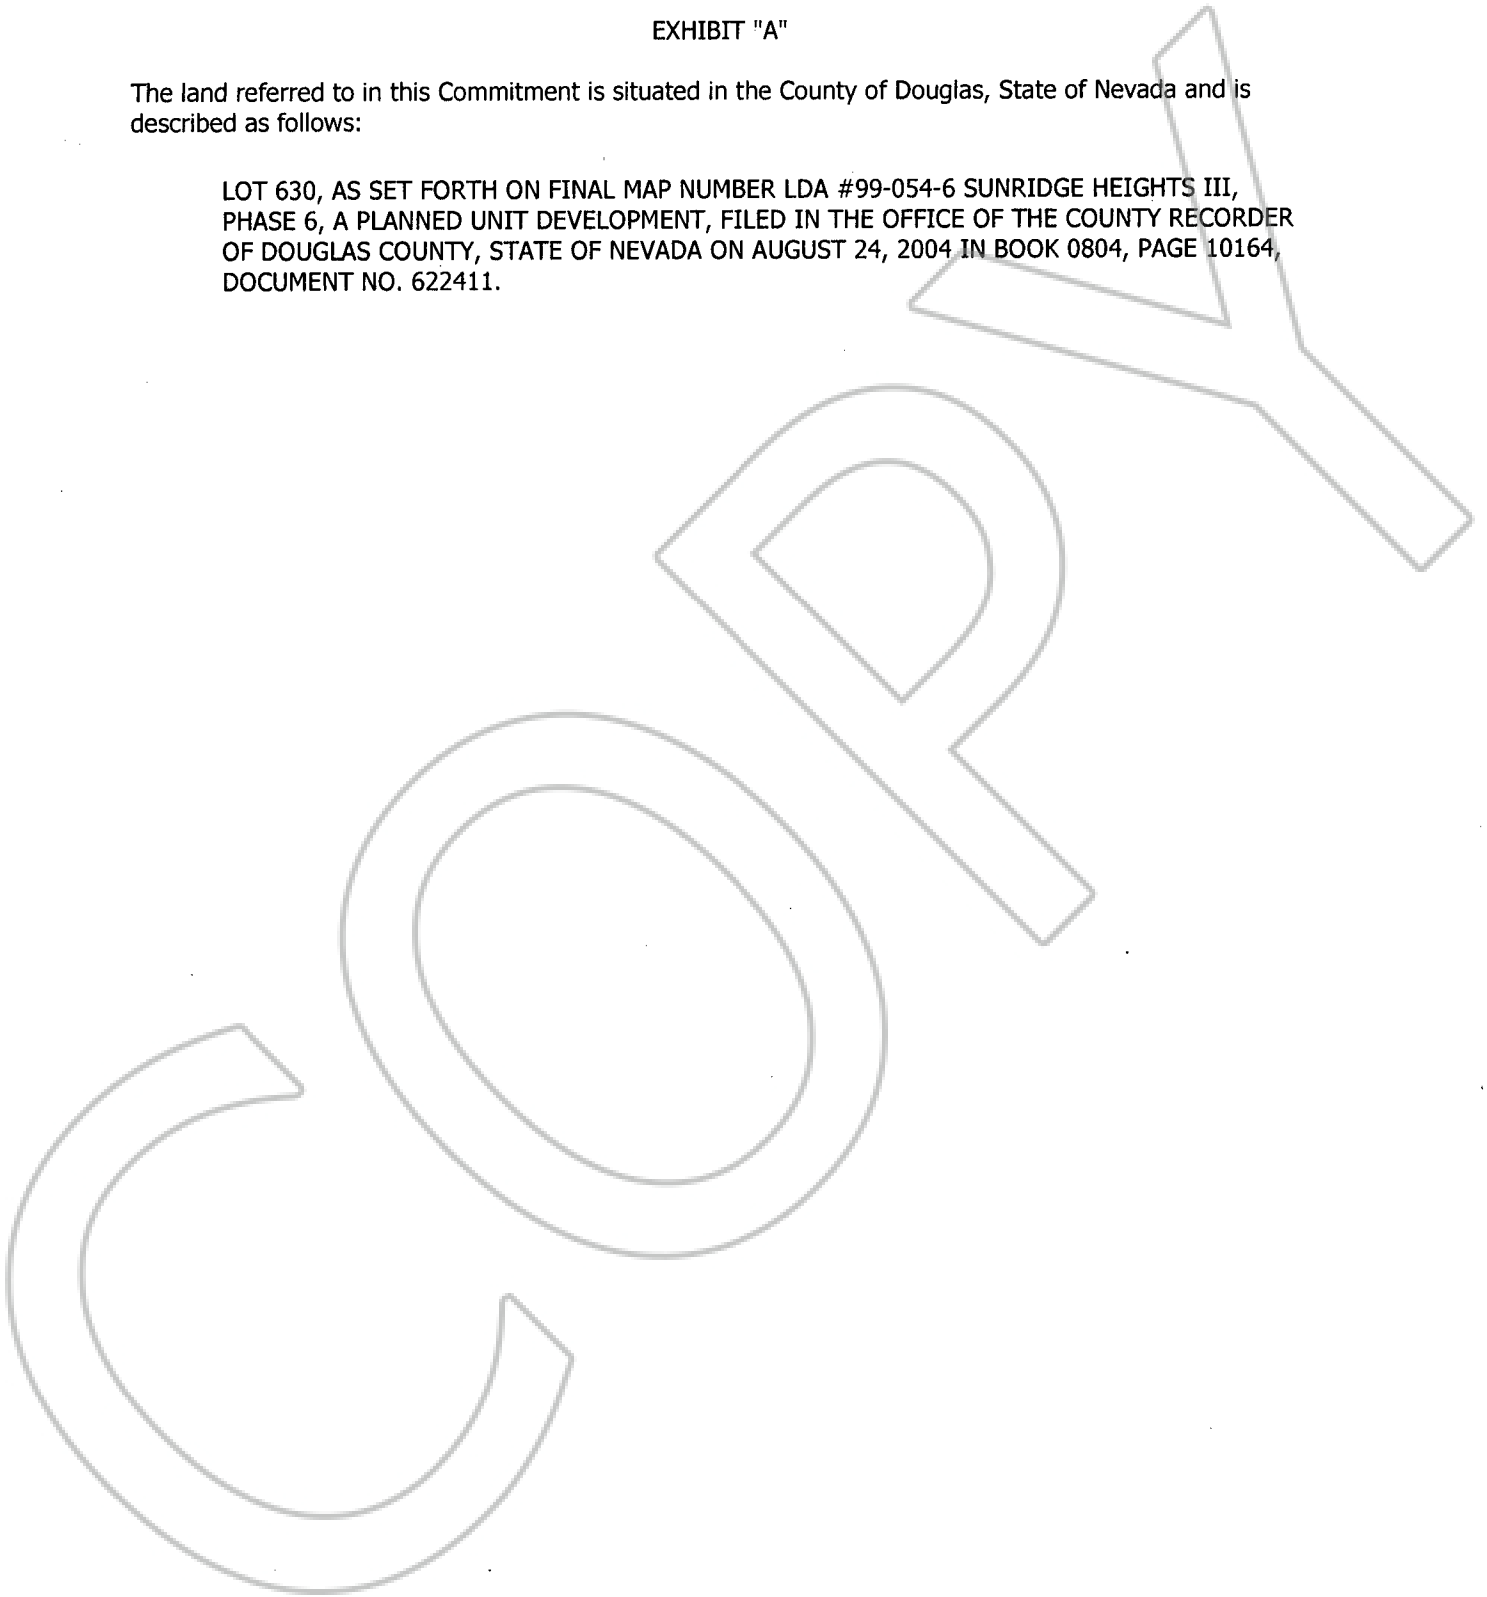 EXHIBIT "A"
The land referred to in this Commitment is situated in the County of Douglas, State of Nevada and is
described as follows:
LOT 630, AS SET FORTH ON FINAL MAP NUMBER LDA #99-054-6 SUNRIDGE HEIGHTS III,
PHASE 6, A PLANNED UNIT DEVELOPMENT, FILED IN THE OFFICE OF THE COUNTY RECORDER
OF DOUGLAS COUNTY, STATE OF NEVADA ON AUGUST 24, 2004 IN BOOK 0804, PAGE 10164,
DOCUMENT NO. 622411.
COPY